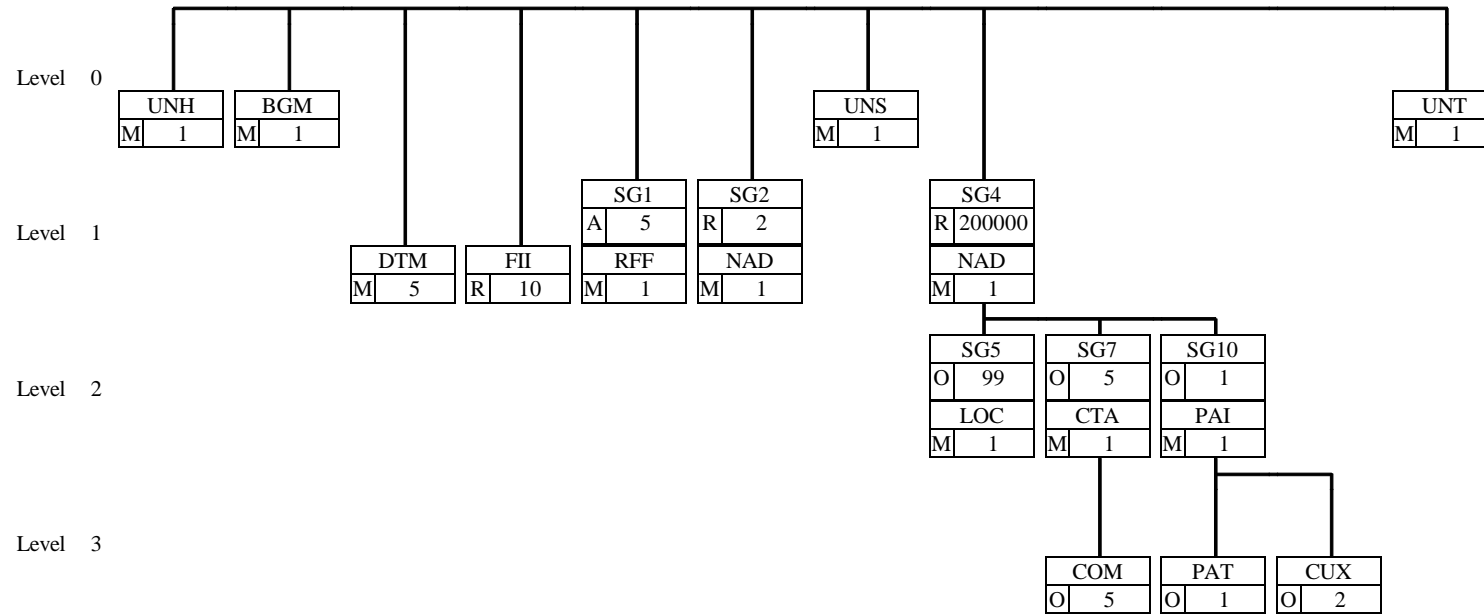 Level 0
UNH BGM UNS UNT
M 1 M 1 M 1 M 1
SG1 SG2 SG4
A 5 R 2 R 200000
Level 1
DTM FII RFF NAD NAD
M 5 R 10 M 1 M 1 M 1
SG5 SG7 SG10
O 99 O 5 O 1
Level 2
LOC CTA PAI
M 1 M 1 M 1
Level 3
COM PAT CUX
O 5 O 1 O 2